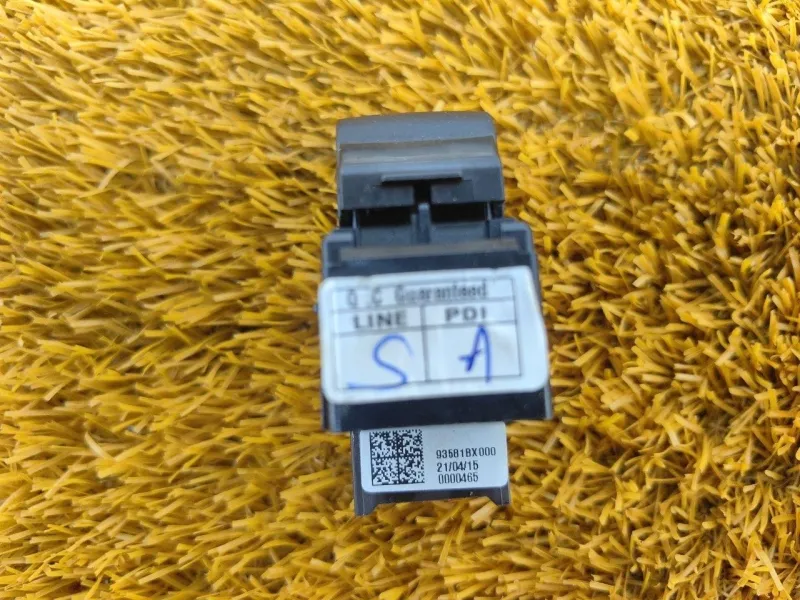 Q C Guaranteed
LINE PDI
S A
93581BX000
21/04/15
0000465